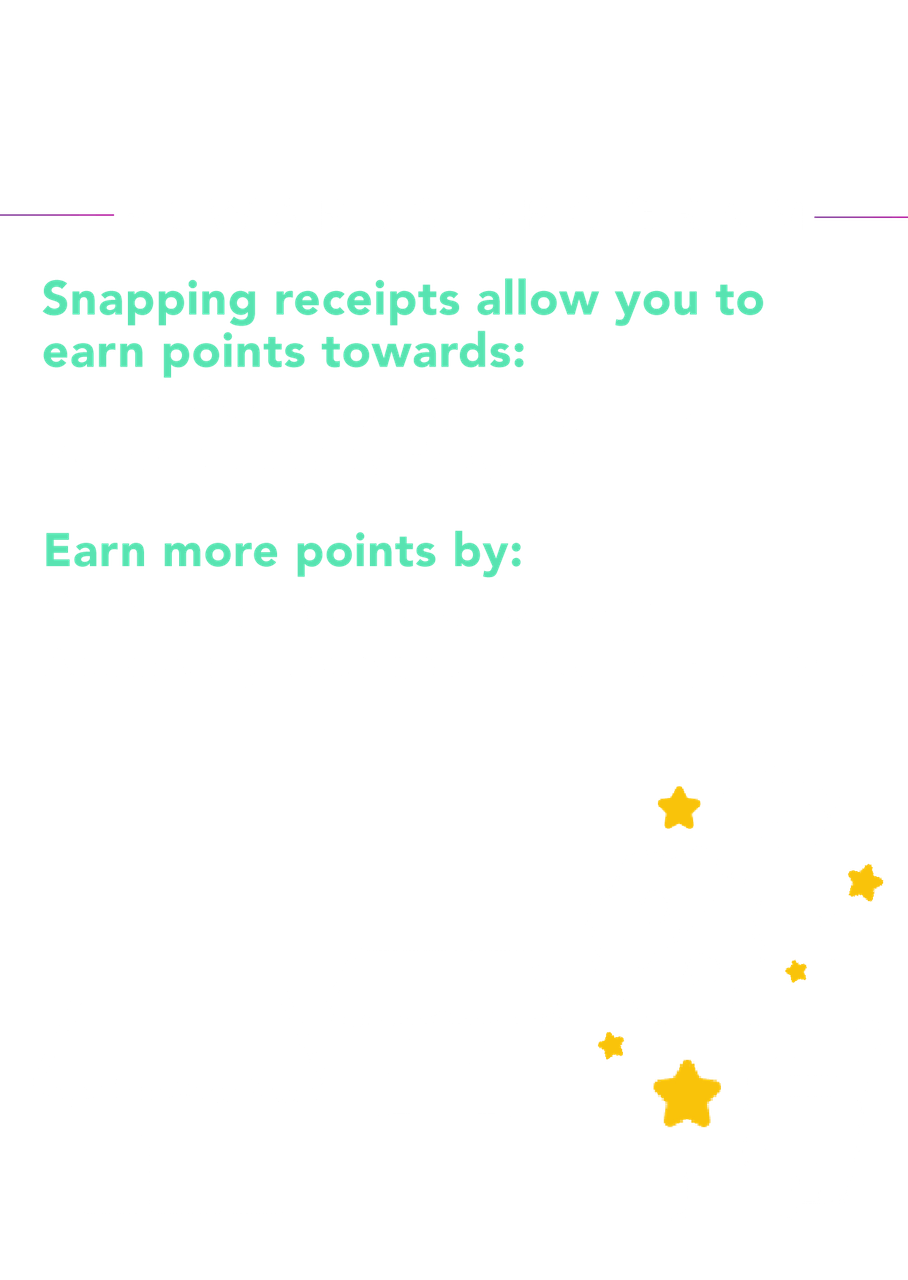 Snapping receipts allow you to
earn points towards:
Earn more points by: